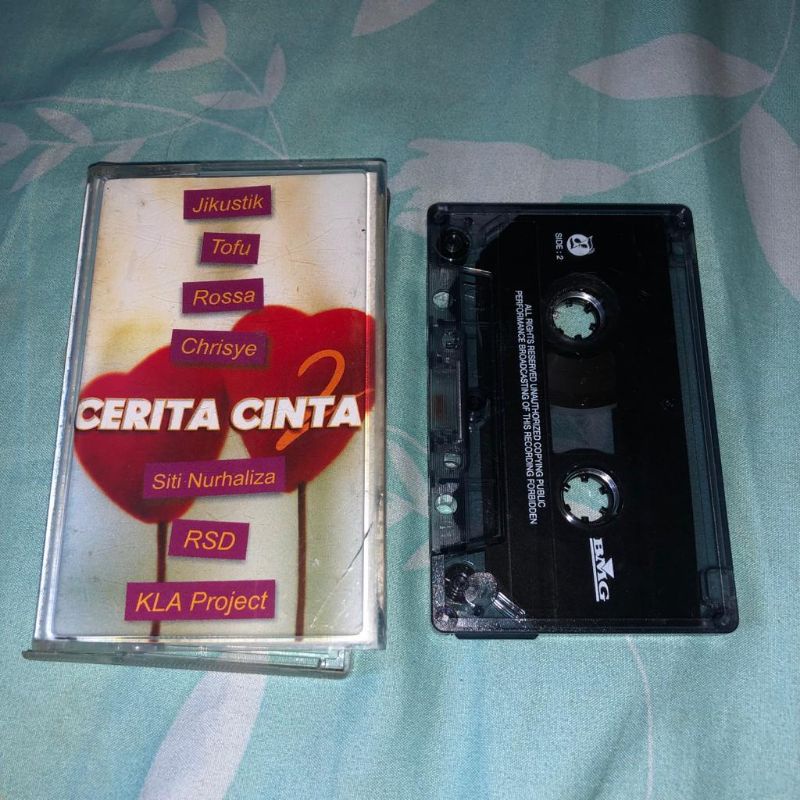 Jikustik
Tofu
Rossa
Chrisye
CERITA CINTA
2
Siti Nurhaliza
RSD
KLA Project
SIDE : 2
ALL RIGHTS RESERVED UNAUTHORIZED COPYING PUBLIC
PERFORMANCE BROADCASTING OF THIS RECORDING FORBIDDEN
BMG